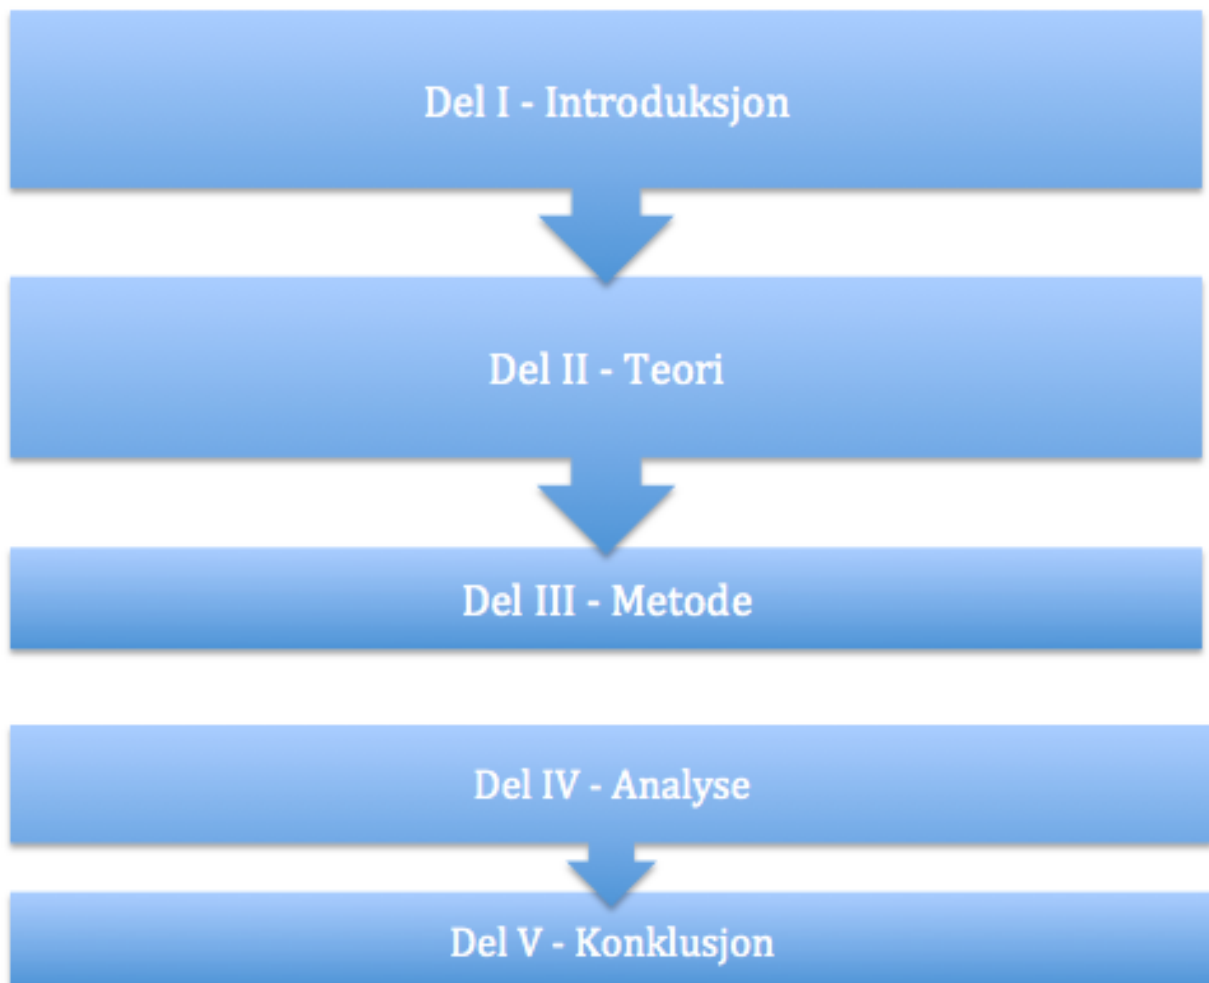 Del I - Introduksjon
Del II - Teori
Del III - Metode
Del IV - Analyse
Del V - Konklusjon